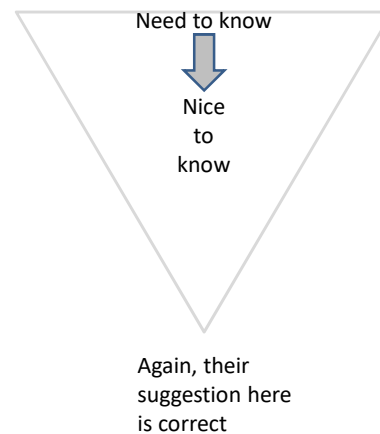 Need to know
Nice
to
know
Again, their
suggestion here
is correct